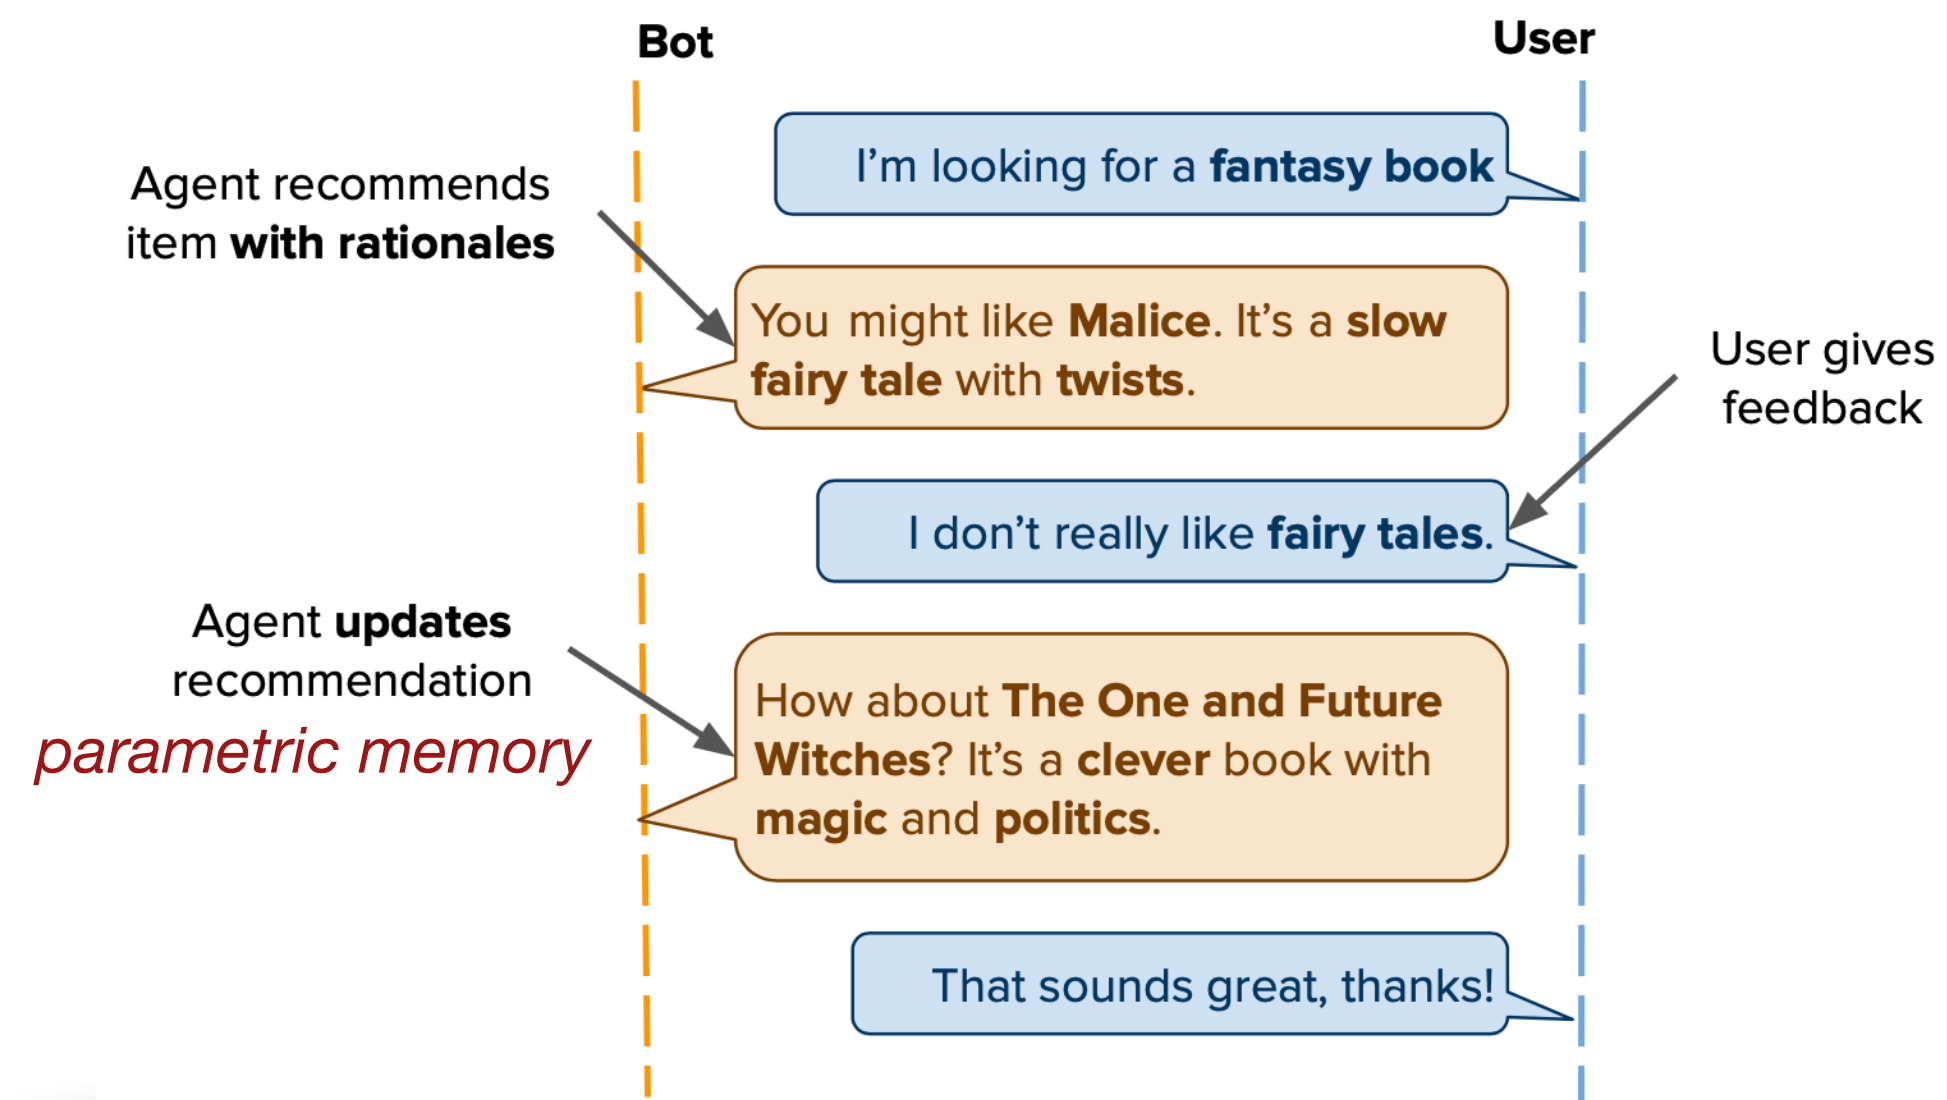 Bot
User
I'm looking for a fantasy book
Agent recommends
item with rationales
You might like Malice. It's a slow
fairy tale with twists.
User gives
feedback
I don't really like fairy tales.
Agent updates
recommendation
parametric memory
How about The One and Future
Witches? It's a clever book with
magic and politics.
That sounds great, thanks!